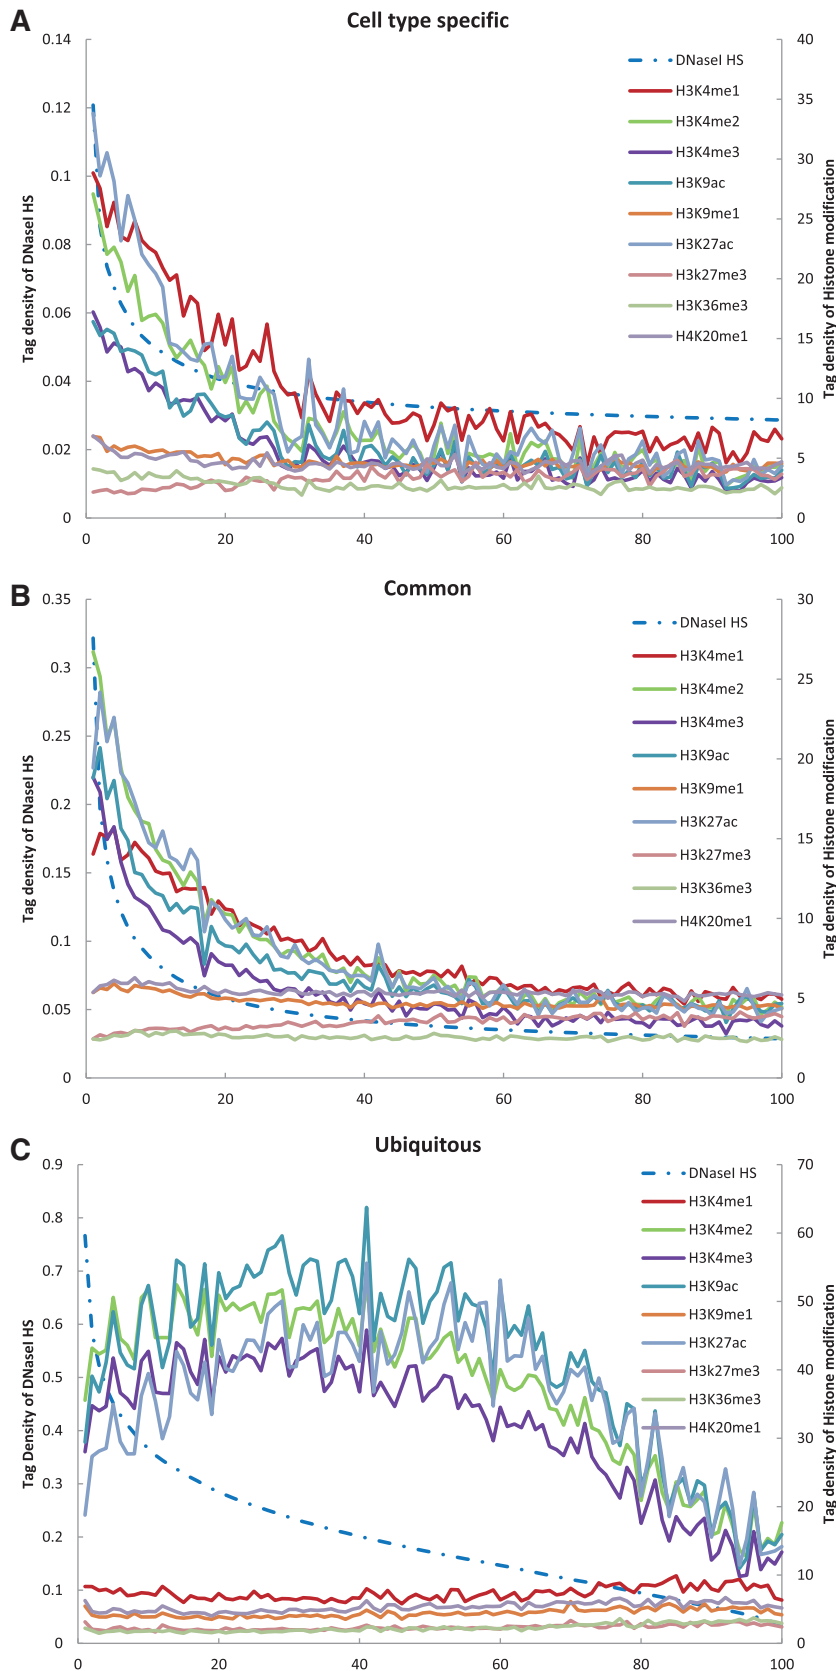 A
Cell type specific
Tag density of DNaseI HS
0.14
0.12
0.1
0.08
0.06
0.04
0.02
0
0 20 40 60 80 100
40
35
30
25
20
15
10
5
0
Tag density of Histone modification
DNaseI HS
H3K4me1
H3K4me2
H3K4me3
H3K9ac
H3K9me1
H3K27ac
H3k27me3
H3K36me3
H4K20me1
B
Common
Tag density of DNaseI HS
0.35
0.3
0.25
0.2
0.15
0.1
0.05
0
0 20 40 60 80 100
30
25
20
15
10
5
0
Tag density of Histone modification
DNaseI HS
H3K4me1
H3K4me2
H3K4me3
H3K9ac
H3K9me1
H3K27ac
H3k27me3
H3K36me3
H4K20me1
C
Ubiquitous
Tag Density of DNaseI HS
0.9
0.8
0.7
0.6
0.5
0.4
0.3
0.2
0.1
0
0 20 40 60 80 100
70
60
50
40
30
20
10
0
Tag density of Histone modification
DNaseI HS
H3K4me1
H3K4me2
H3K4me3
H3K9ac
H3K9me1
H3K27ac
H3k27me3
H3K36me3
H4K20me1